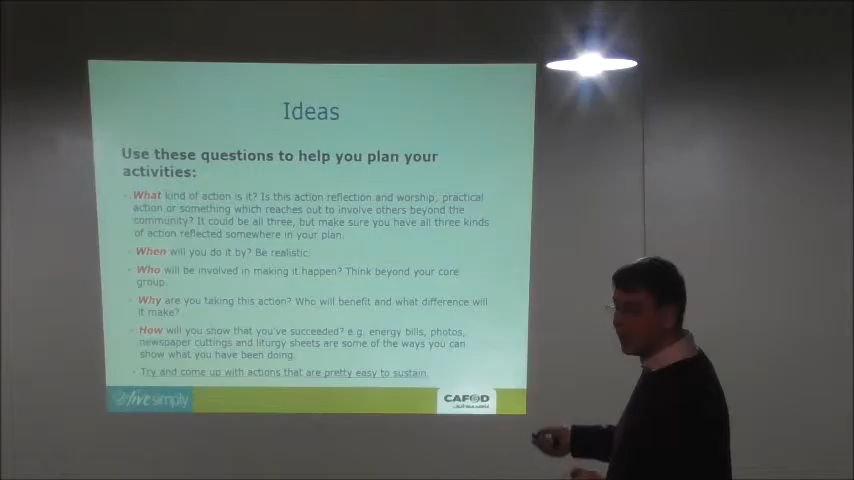 Ideas
Use these questions to help you plan your
activities:
What kind of action is it? Is this action reflection and worship, practical
action or something which reaches out to involve others beyond the
community? It could be all three, but make sure you have all three kinds
of action reflected somewhere in your plan.
When will you do it by? Be realistic.
Who will be involved in making it happen? Think beyond your core
group
Why are you taking this action? Who will benefit and what difference will
it make?
How will you show that you've succeeded? e.g. energy bills, photos,
newspaper cuttings and liturgy sheets are some of the ways you can
show what you have been doing.
Try and come up with actions that are pretty easy to sustain.
livesimply
CAFOD